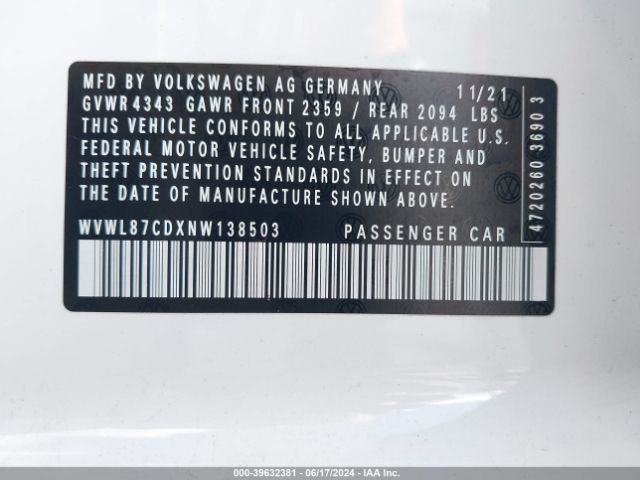 MFD BY VOLKSWAGEN AG GERMANY 11/21
GVWR 4343 GAWR FRONT 2359 / REAR 2094 LBS
THIS VEHICLE CONFORMS TO ALL APPLICABLE U.S.
FEDERAL MOTOR VEHICLE SAFETY, BUMPER AND
THEFT PREVENTION STANDARDS IN EFFECT ON
THE DATE OF MANUFACTURE SHOWN ABOVE.
WVWL87CDXNW138503 PASSENGER CAR
4720260 3690 3
000-39632381 - 06/17/2024 - IAA Inc.